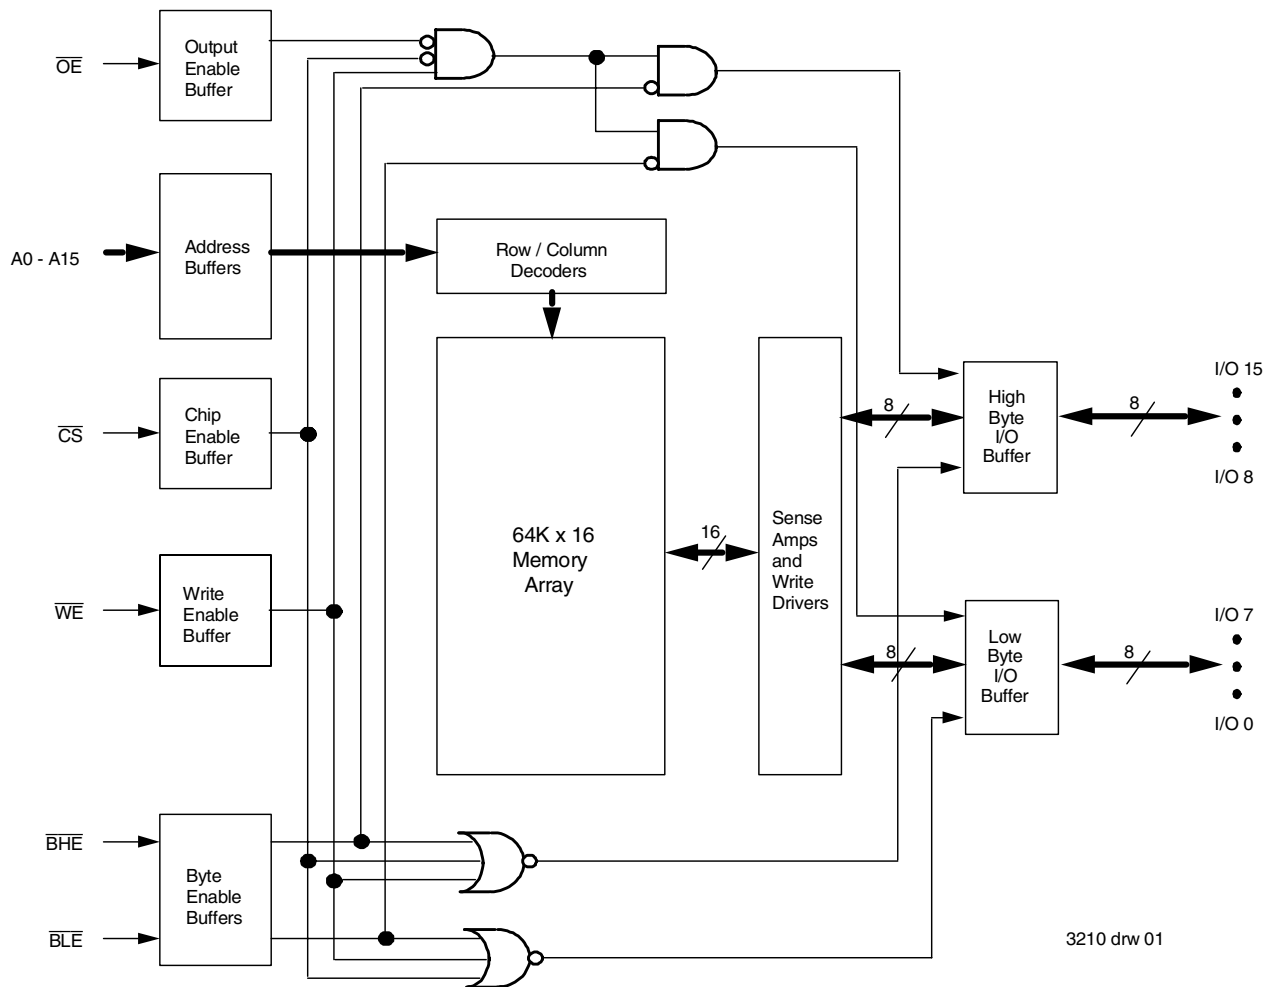 OE
Output
Enable
Buffer
A0 - A15
Address
Buffers
Row / Column
Decoders
CS
Chip
Enable
Buffer
WE
Write
Enable
Buffer
64K x 16
Memory
Array
16
Sense
Amps
and
Write
Drivers
8
High
Byte
I/O
Buffer
8
I/O 15
I/O 8
8
Low
Byte
I/O
Buffer
8
I/O 7
I/O 0
BHE
Byte
Enable
Buffers
BLE
3210 drw 01